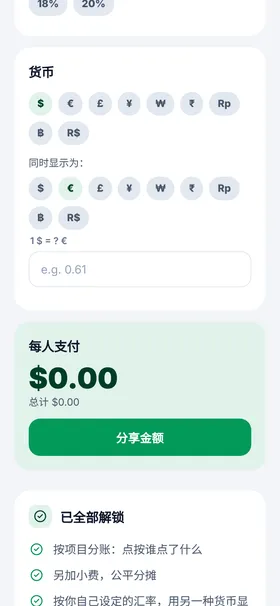 18% 20%
货币
$ € £ ¥ ₩ ₹ Rp
฿ R$
同时显示为：
$ € £ ¥ ₩ ₹ Rp
฿ R$
1 $ = ? €
e.g. 0.61
每人支付
$0.00
总计 $0.00
分享金额
已全部解锁
按项目分账：点按谁点了什么
另加小费，公平分摊
按你自己设定的汇率，用另一种货币显